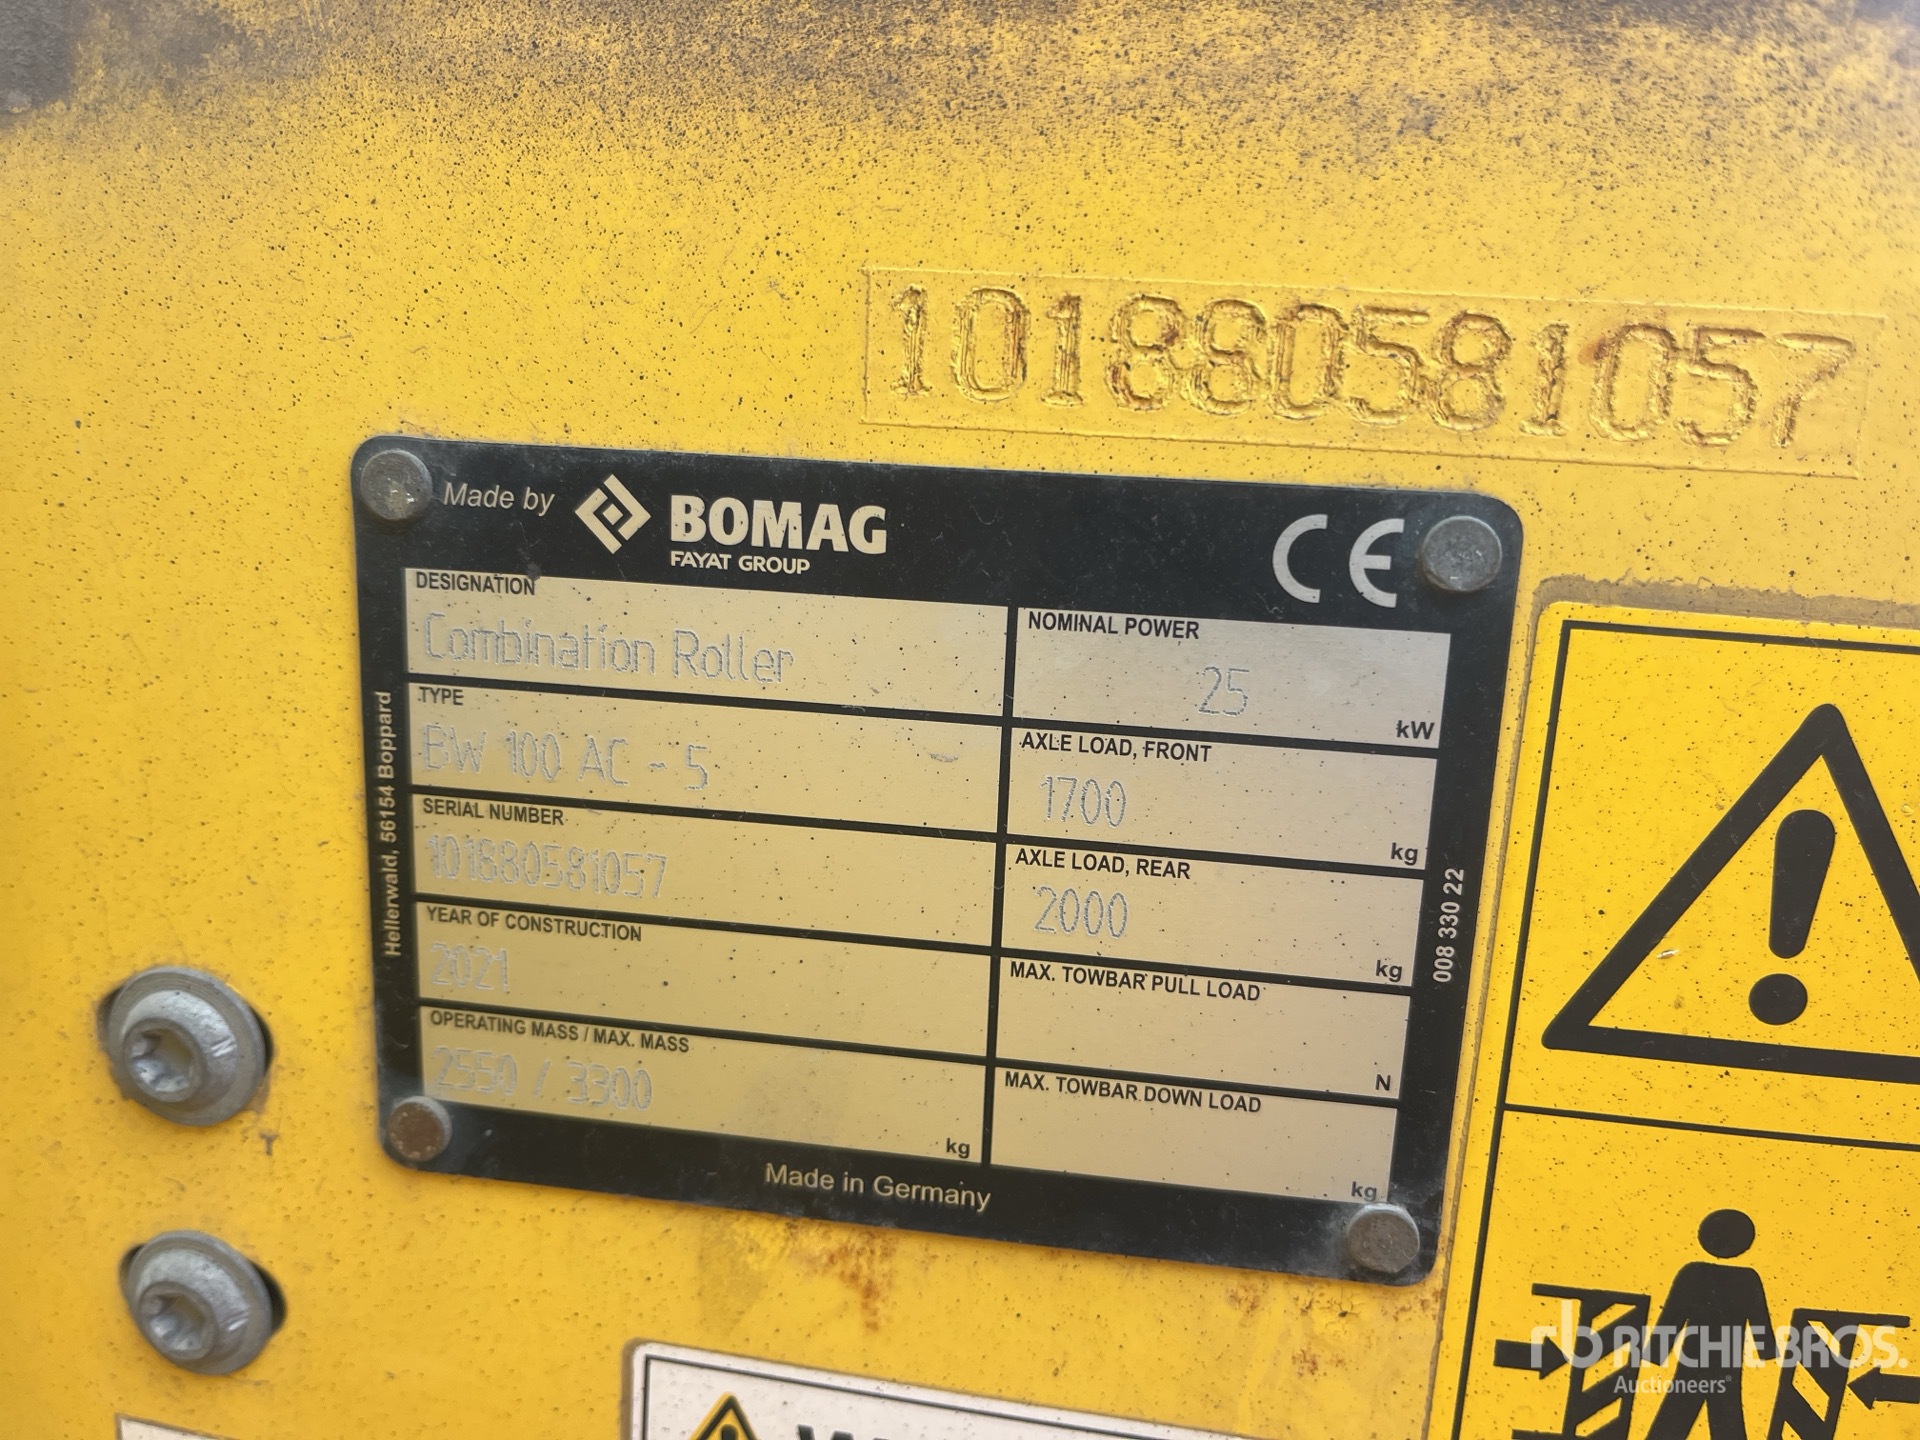 101880581057
Made by BOMAG
FAYAT GROUP
CE
DESIGNATION
Combination Roller
TYPE
BW 100 AC - 5
SERIAL NUMBER
101880581057
YEAR OF CONSTRUCTION
2021
OPERATING MASS / MAX. MASS
2550 / 3300
kg
NOMINAL POWER
25
kW
AXLE LOAD, FRONT
1700
kg
AXLE LOAD, REAR
2000
kg
MAX. TOWBAR PULL LOAD
N
MAX. TOWBAR DOWN LOAD
kg
Made in Germany
Hellerwald, 56154 Boppard
008 330 22
rb RITCHIE BROS.
Auctioneers®